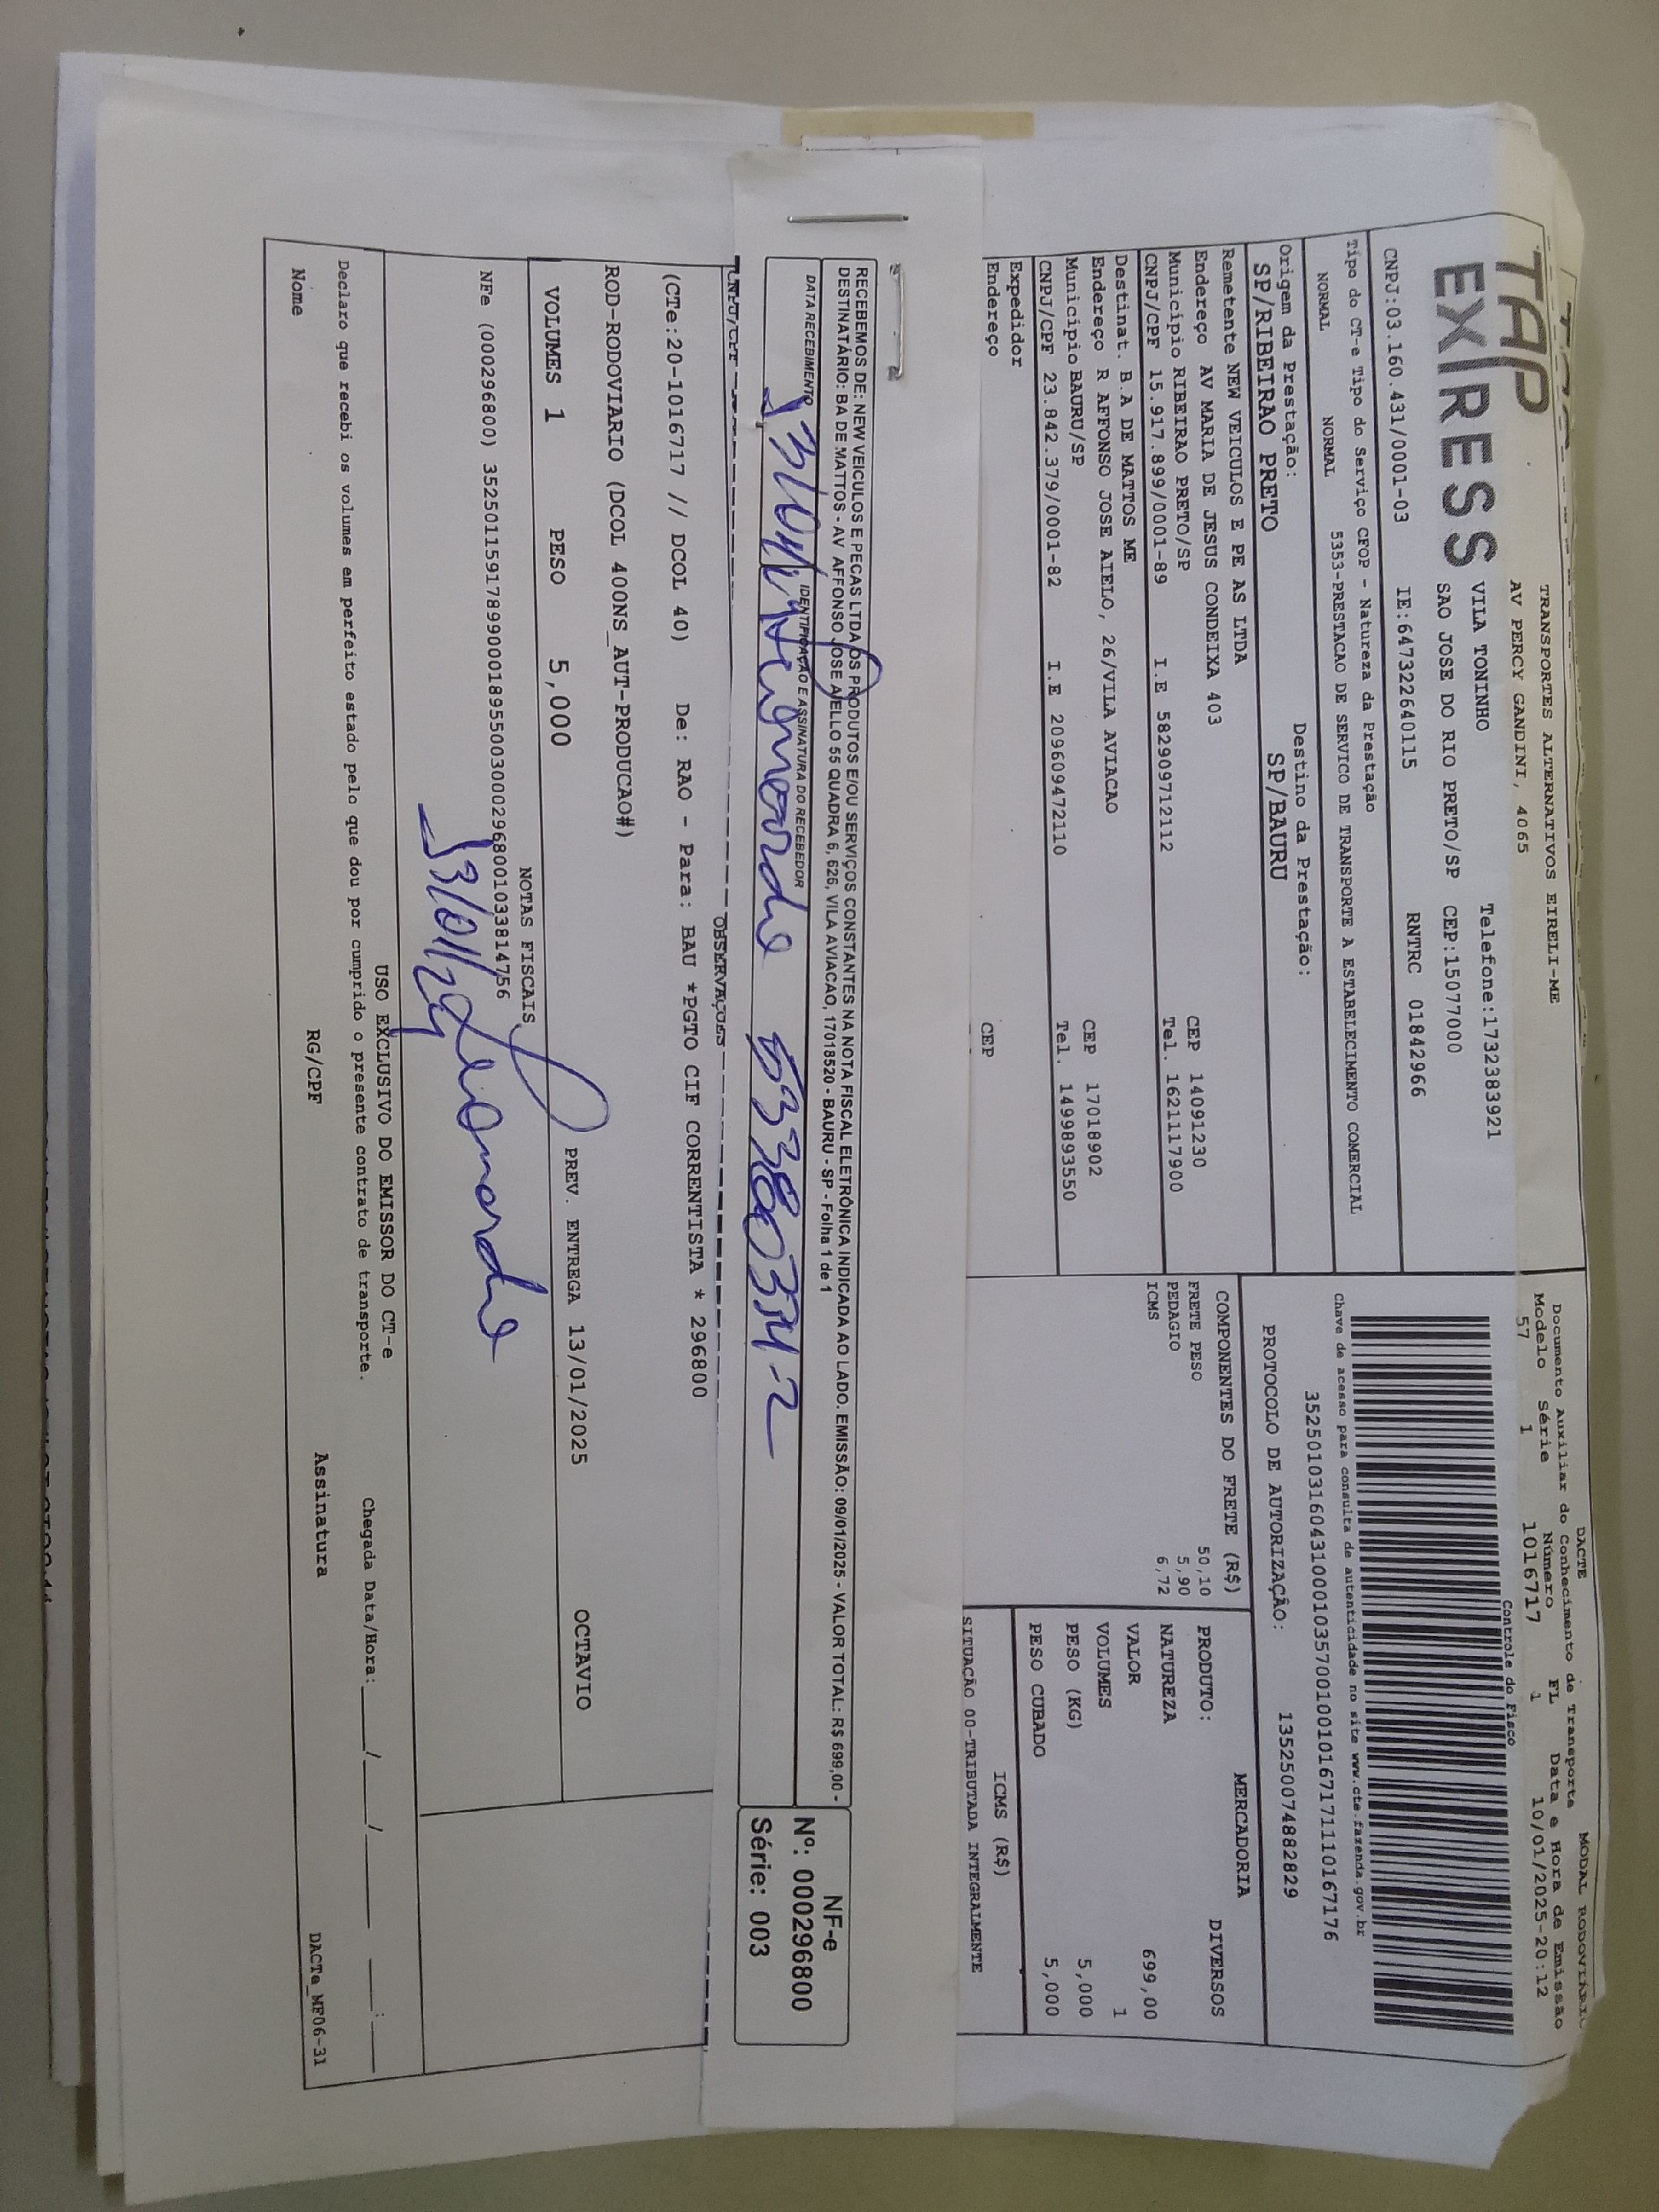 TAP
EXPRESS
TRANSPORTES ALTERNATIVOS EIRELI-ME
AV PERCY GANDINI, 4065
VILA TONINHO Telefone:1732383921
SAO JOSE DO RIO PRETO/SP CEP:15077000
CNPJ:03.160.431/0001-03 IE:647322640115 RNTRC 01842966
Tipo do CT-e Tipo do Serviço CFOP - Natureza da Prestação
NORMAL NORMAL 5353-PRESTACAO DE SERVICO DE TRANSPORTE A ESTABELECIMENTO COMERCIAL
Origem da Prestação: Destino da Prestação:
SP/RIBEIRAO PRETO SP/BAURU
Remetente NEW VEICULOS E PE AS LTDA
Endereço AV MARIA DE JESUS CONDEIXA 403 CEP 14091230
Município RIBEIRAO PRETO/SP Tel. 1621117900
CNPJ/CPF 15.917.899/0001-89 I.E 582909712112
Destinat. B.A DE MATTOS ME
Endereço R AFFONSO JOSE AIELO, 26/VILA AVIACAO CEP 17018902
Município BAURU/SP Tel. 1499893550
CNPJ/CPF 23.842.379/0001-82 I.E 209609472110
Expedidor
Endereço CEP
DACTE MODAL RODOVIÁRIO
Documento Auxiliar do Conhecimento de Transporte
Modelo Série Número FL Data e Hora de Emissão
57 1 1016717 1 10/01/2025-20:12
Controle do Fisco
Chave de acesso para consulta de autenticidade no site www.cte.fazenda.gov.br
35250103160431000103570010010167171110167176
PROTOCOLO DE AUTORIZAÇÃO: 135250074882829
COMPONENTES DO FRETE (R$)
FRETE PESO 50,10
PEDAGIO 5,90
ICMS 6,72
MERCADORIA
PRODUTO: DIVERSOS
NATUREZA
VALOR 699,00
VOLUMES 1
PESO (KG) 5,000
PESO CUBADO 5,000
ICMS (R$)
SITUAÇÃO 00-TRIBUTADA INTEGRALMENTE
RECEBEMOS DE: NEW VEICULOS E PECAS LTDA OS PRODUTOS E/OU SERVIÇOS CONSTANTES NA NOTA FISCAL ELETRÔNICA INDICADA AO LADO. EMISSÃO: 09/01/2025 - VALOR TOTAL: R$ 699,00 -
DESTINATÁRIO: BA DE MATTOS - AV AFFONSO JOSE AIELLO 55 QUADRA 6, 626, VILA AVIACAO, 17018520 - BAURU - SP - Folha 1 de 1
DATA RECEBIMENTO IDENTIFICAÇÃO E ASSINATURA DO RECEBEDOR
NF-e
Nº: 000296800
Série: 003
CNPJ/CPF
OBSERVAÇOES
(CTe:20-1016717 // DCOL 40) De: RAO - Para: BAU *PGTO CIF CORRENTISTA * 296800
ROD-RODOVIARIO (DCOL 400NS_AUT-PRODUCAO#)
VOLUMES 1 PESO 5,000 PREV. ENTREGA 13/01/2025 OCTAVIO
NOTAS FISCAIS
NFe (000296800) 35250115917899000189550030002968001033814756
13/01/25 Leonardo
USO EXCLUSIVO DO EMISSOR DO CT-e
Declaro que recebi os volumes em perfeito estado pelo que dou por cumprido o presente contrato de transporte. Chegada Data/Hora:____/____/______ ___:___
Nome RG/CPF Assinatura DACTe_MF06-31